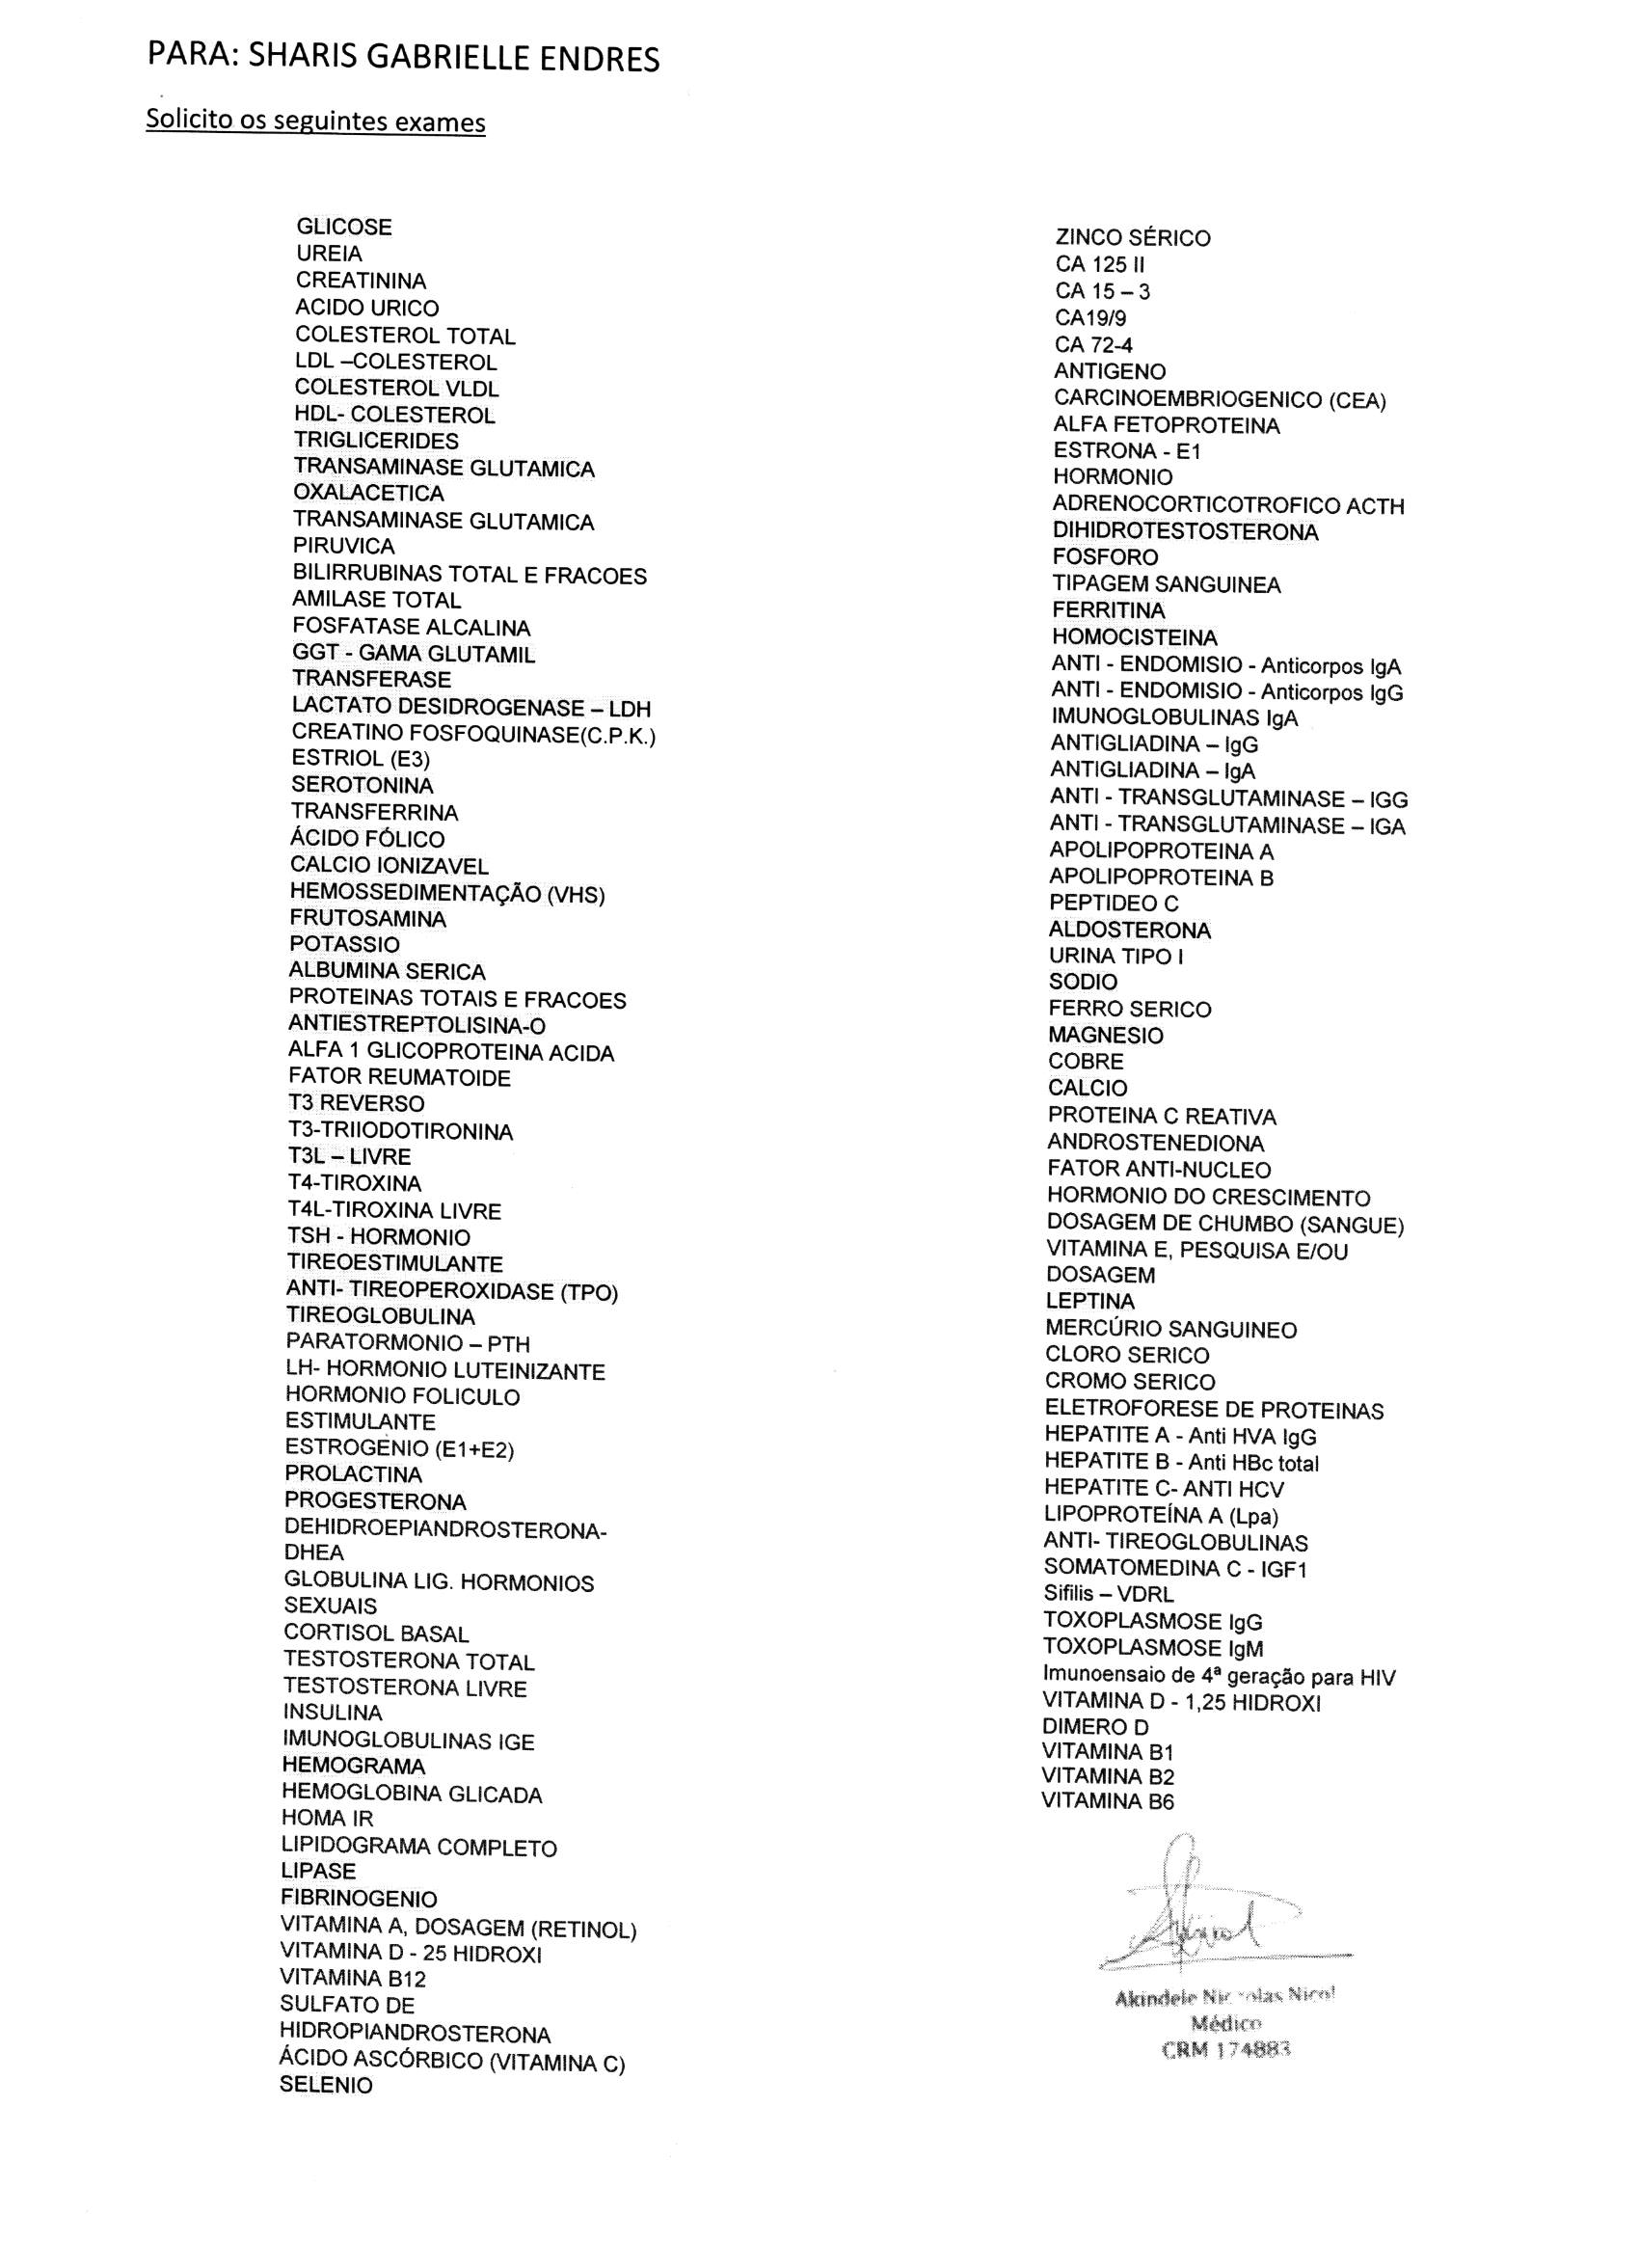 PARA: SHARIS GABRIELLE ENDRES
Solicito os seguintes exames
GLICOSE
UREIA
CREATININA
ACIDO URICO
COLESTEROL TOTAL
LDL –COLESTEROL
COLESTEROL VLDL
HDL- COLESTEROL
TRIGLICERIDES
TRANSAMINASE GLUTAMICA
OXALACETICA
TRANSAMINASE GLUTAMICA
PIRUVICA
BILIRRUBINAS TOTAL E FRACOES
AMILASE TOTAL
FOSFATASE ALCALINA
GGT - GAMA GLUTAMIL
TRANSFERASE
LACTATO DESIDROGENASE – LDH
CREATINO FOSFOQUINASE(C.P.K.)
ESTRIOL (E3)
SEROTONINA
TRANSFERRINA
ÁCIDO FÓLICO
CALCIO IONIZAVEL
HEMOSSEDIMENTAÇÃO (VHS)
FRUTOSAMINA
POTASSIO
ALBUMINA SERICA
PROTEINAS TOTAIS E FRACOES
ANTIESTREPTOLISINA-O
ALFA 1 GLICOPROTEINA ACIDA
FATOR REUMATOIDE
T3 REVERSO
T3-TRIIODOTIRONINA
T3L – LIVRE
T4-TIROXINA
T4L-TIROXINA LIVRE
TSH - HORMONIO
TIREOESTIMULANTE
ANTI- TIREOPEROXIDASE (TPO)
TIREOGLOBULINA
PARATORMONIO – PTH
LH- HORMONIO LUTEINIZANTE
HORMONIO FOLICULO
ESTIMULANTE
ESTROGÊNIO (E1+E2)
PROLACTINA
PROGESTERONA
DEHIDROEPIANDROSTERONA-
DHEA
GLOBULINA LIG. HORMONIOS
SEXUAIS
CORTISOL BASAL
TESTOSTERONA TOTAL
TESTOSTERONA LIVRE
INSULINA
IMUNOGLOBULINAS IGE
HEMOGRAMA
HEMOGLOBINA GLICADA
HOMA IR
LIPIDOGRAMA COMPLETO
LIPASE
FIBRINOGENIO
VITAMINA A, DOSAGEM (RETINOL)
VITAMINA D - 25 HIDROXI
VITAMINA B12
SULFATO DE
HIDROPIANDROSTERONA
ÁCIDO ASCÓRBICO (VITAMINA C)
SELENIO
ZINCO SÉRICO
CA 125 II
CA 15 – 3
CA19/9
CA 72-4
ANTIGENO
CARCINOEMBRIOGENICO (CEA)
ALFA FETOPROTEINA
ESTRONA - E1
HORMONIO
ADRENOCORTICOTROFICO ACTH
DIHIDROTESTOSTERONA
FOSFORO
TIPAGEM SANGUINEA
FERRITINA
HOMOCISTEINA
ANTI - ENDOMISIO - Anticorpos IgA
ANTI - ENDOMISIO - Anticorpos IgG
IMUNOGLOBULINAS IgA
ANTIGLIADINA – IgG
ANTIGLIADINA – IgA
ANTI - TRANSGLUTAMINASE – IGG
ANTI - TRANSGLUTAMINASE – IGA
APOLIPOPROTEINA A
APOLIPOPROTEINA B
PEPTIDEO C
ALDOSTERONA
URINA TIPO I
SODIO
FERRO SERICO
MAGNESIO
COBRE
CALCIO
PROTEINA C REATIVA
ANDROSTENEDIONA
FATOR ANTI-NUCLEO
HORMONIO DO CRESCIMENTO
DOSAGEM DE CHUMBO (SANGUE)
VITAMINA E, PESQUISA E/OU
DOSAGEM
LEPTINA
MERCÚRIO SANGUINEO
CLORO SERICO
CROMO SERICO
ELETROFORESE DE PROTEINAS
HEPATITE A - Anti HVA IgG
HEPATITE B - Anti HBc total
HEPATITE C- ANTI HCV
LIPOPROTEÍNA A (Lpa)
ANTI- TIREOGLOBULINAS
SOMATOMEDINA C - IGF1
Sifilis – VDRL
TOXOPLASMOSE IgG
TOXOPLASMOSE IgM
Imunoensaio de 4ª geração para HIV
VITAMINA D - 1,25 HIDROXI
DIMERO D
VITAMINA B1
VITAMINA B2
VITAMINA B6
Akindele Nicol
Médico
CRM 174883